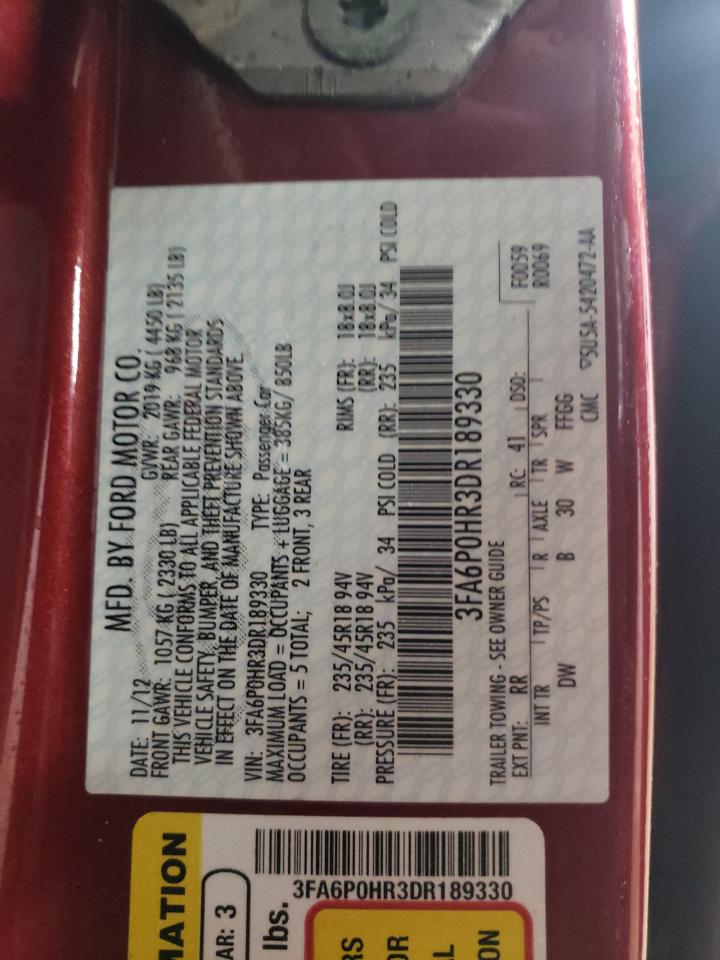 MFD. BY FORD MOTOR CO.
DATE: 11/12 GVWR: 2019 KG ( 4450 LB)
FRONT GAWR: 1057 KG ( 2330 LB) REAR GAWR: 968 KG ( 2135 LB)
THIS VEHICLE CONFORMS TO ALL APPLICABLE FEDERAL MOTOR
VEHICLE SAFETY, BUMPER, AND THEFT PREVENTION STANDARDS
IN EFFECT ON THE DATE OF MANUFACTURE SHOWN ABOVE.
VIN: 3FA6P0HR3DR189330 TYPE. Passenger Car
MAXIMUM LOAD = OCCUPANTS + LUGGAGE = 385KG/ 850LB
OCCUPANTS = 5 TOTAL; 2 FRONT, 3 REAR
TIRE (FR): 235/45R18 94V RIMS (FR): 18x8.0J
(RR): 235/45R18 94V (RR): 18x8.0J
PRESSURE (FR): 235 kPa/ 34 PSI COLD (RR): 235 kPa/ 34 PSI COLD
3FA6P0HR3DR189330
TRAILER TOWING - SEE OWNER GUIDE F0059
EXT PNT: RR RC: 41 DSO: R0069
INT TR TP/PS R AXLE TR SPR
DW B 30 W FFGG
CMC 5U5A-5420472-AA
MATION
AR: 3
lbs.
3FA6P0HR3DR189330
RS
OR
L
ON